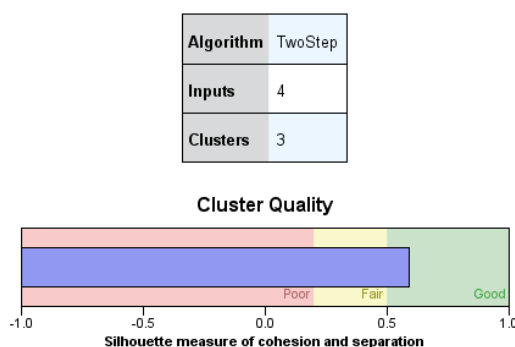 Algorithm TwoStep
Inputs 4
Clusters 3
Cluster Quality
Poor Fair Good
-1.0 -0.5 0.0 0.5 1.0
Silhouette measure of cohesion and separation